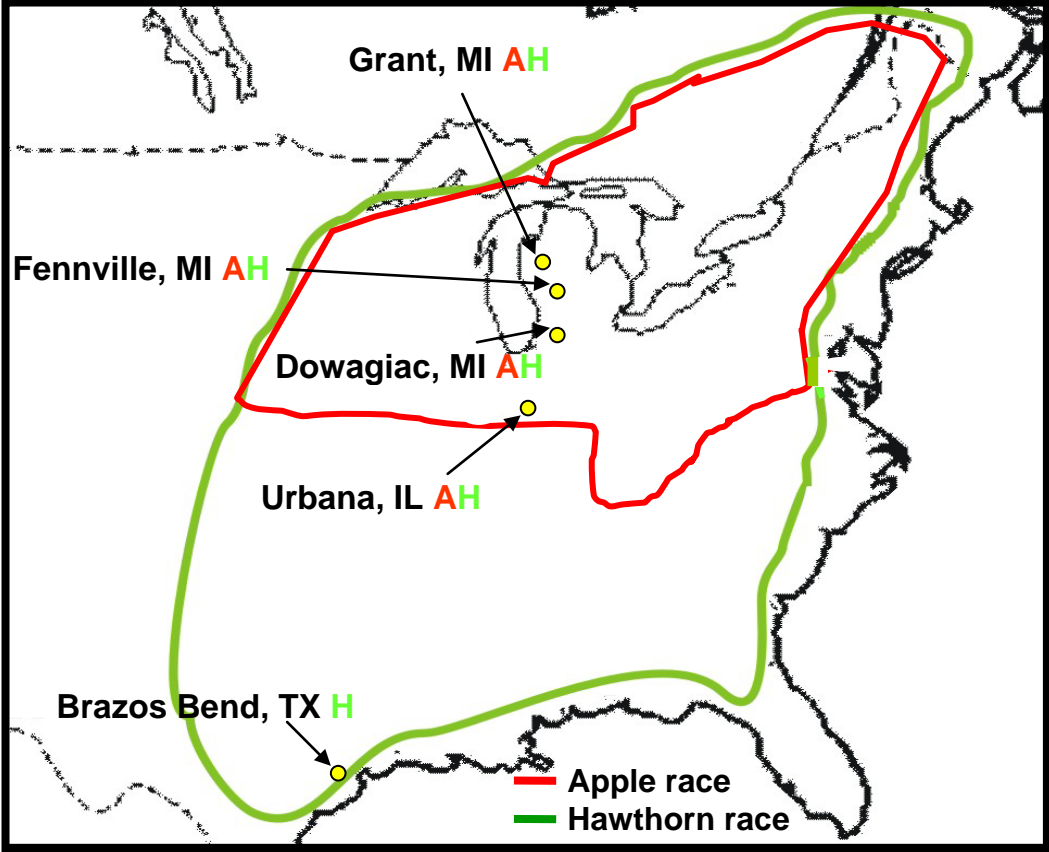 Grant, MI AH
Fennville, MI AH
Dowagiac, MI AH
Urbana, IL AH
Brazos Bend, TX H
Apple race
Hawthorn race